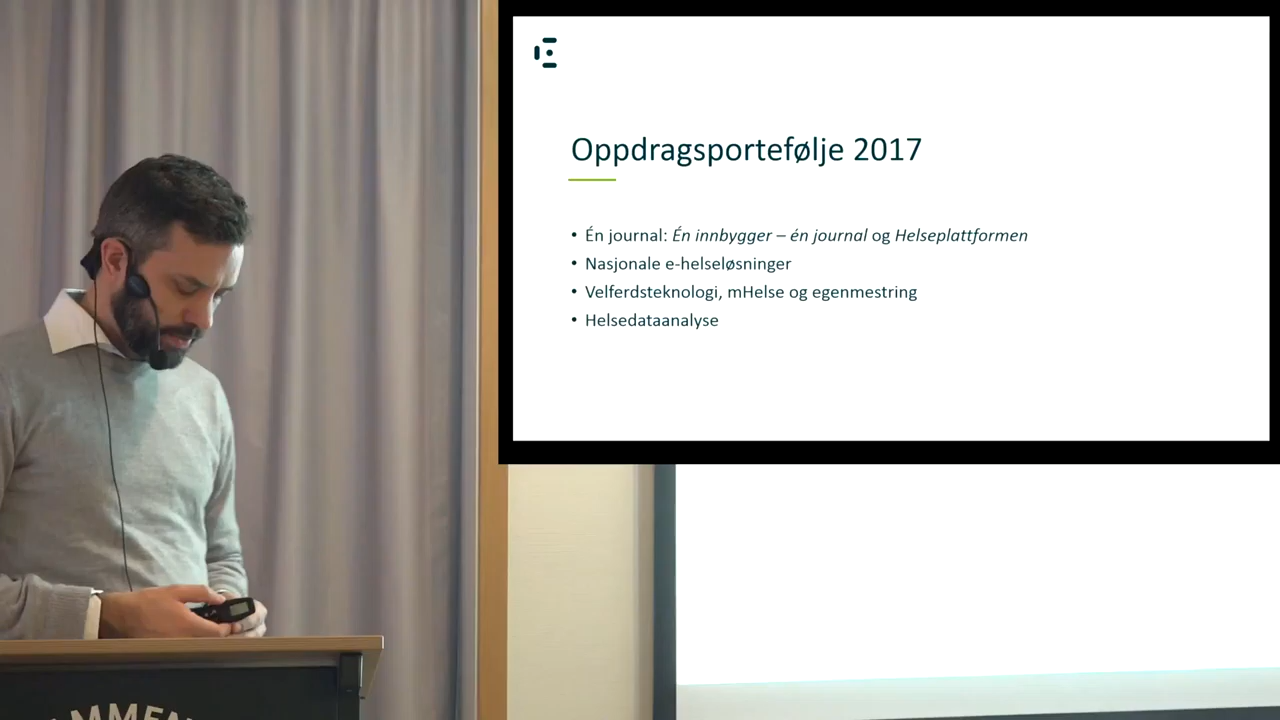 Oppdragsportefølje 2017
• Én journal: Én innbygger – én journal og Helseplattformen
• Nasjonale e-helseløsninger
• Velferdsteknologi, mHelse og egenmestring
• Helsedataanalyse